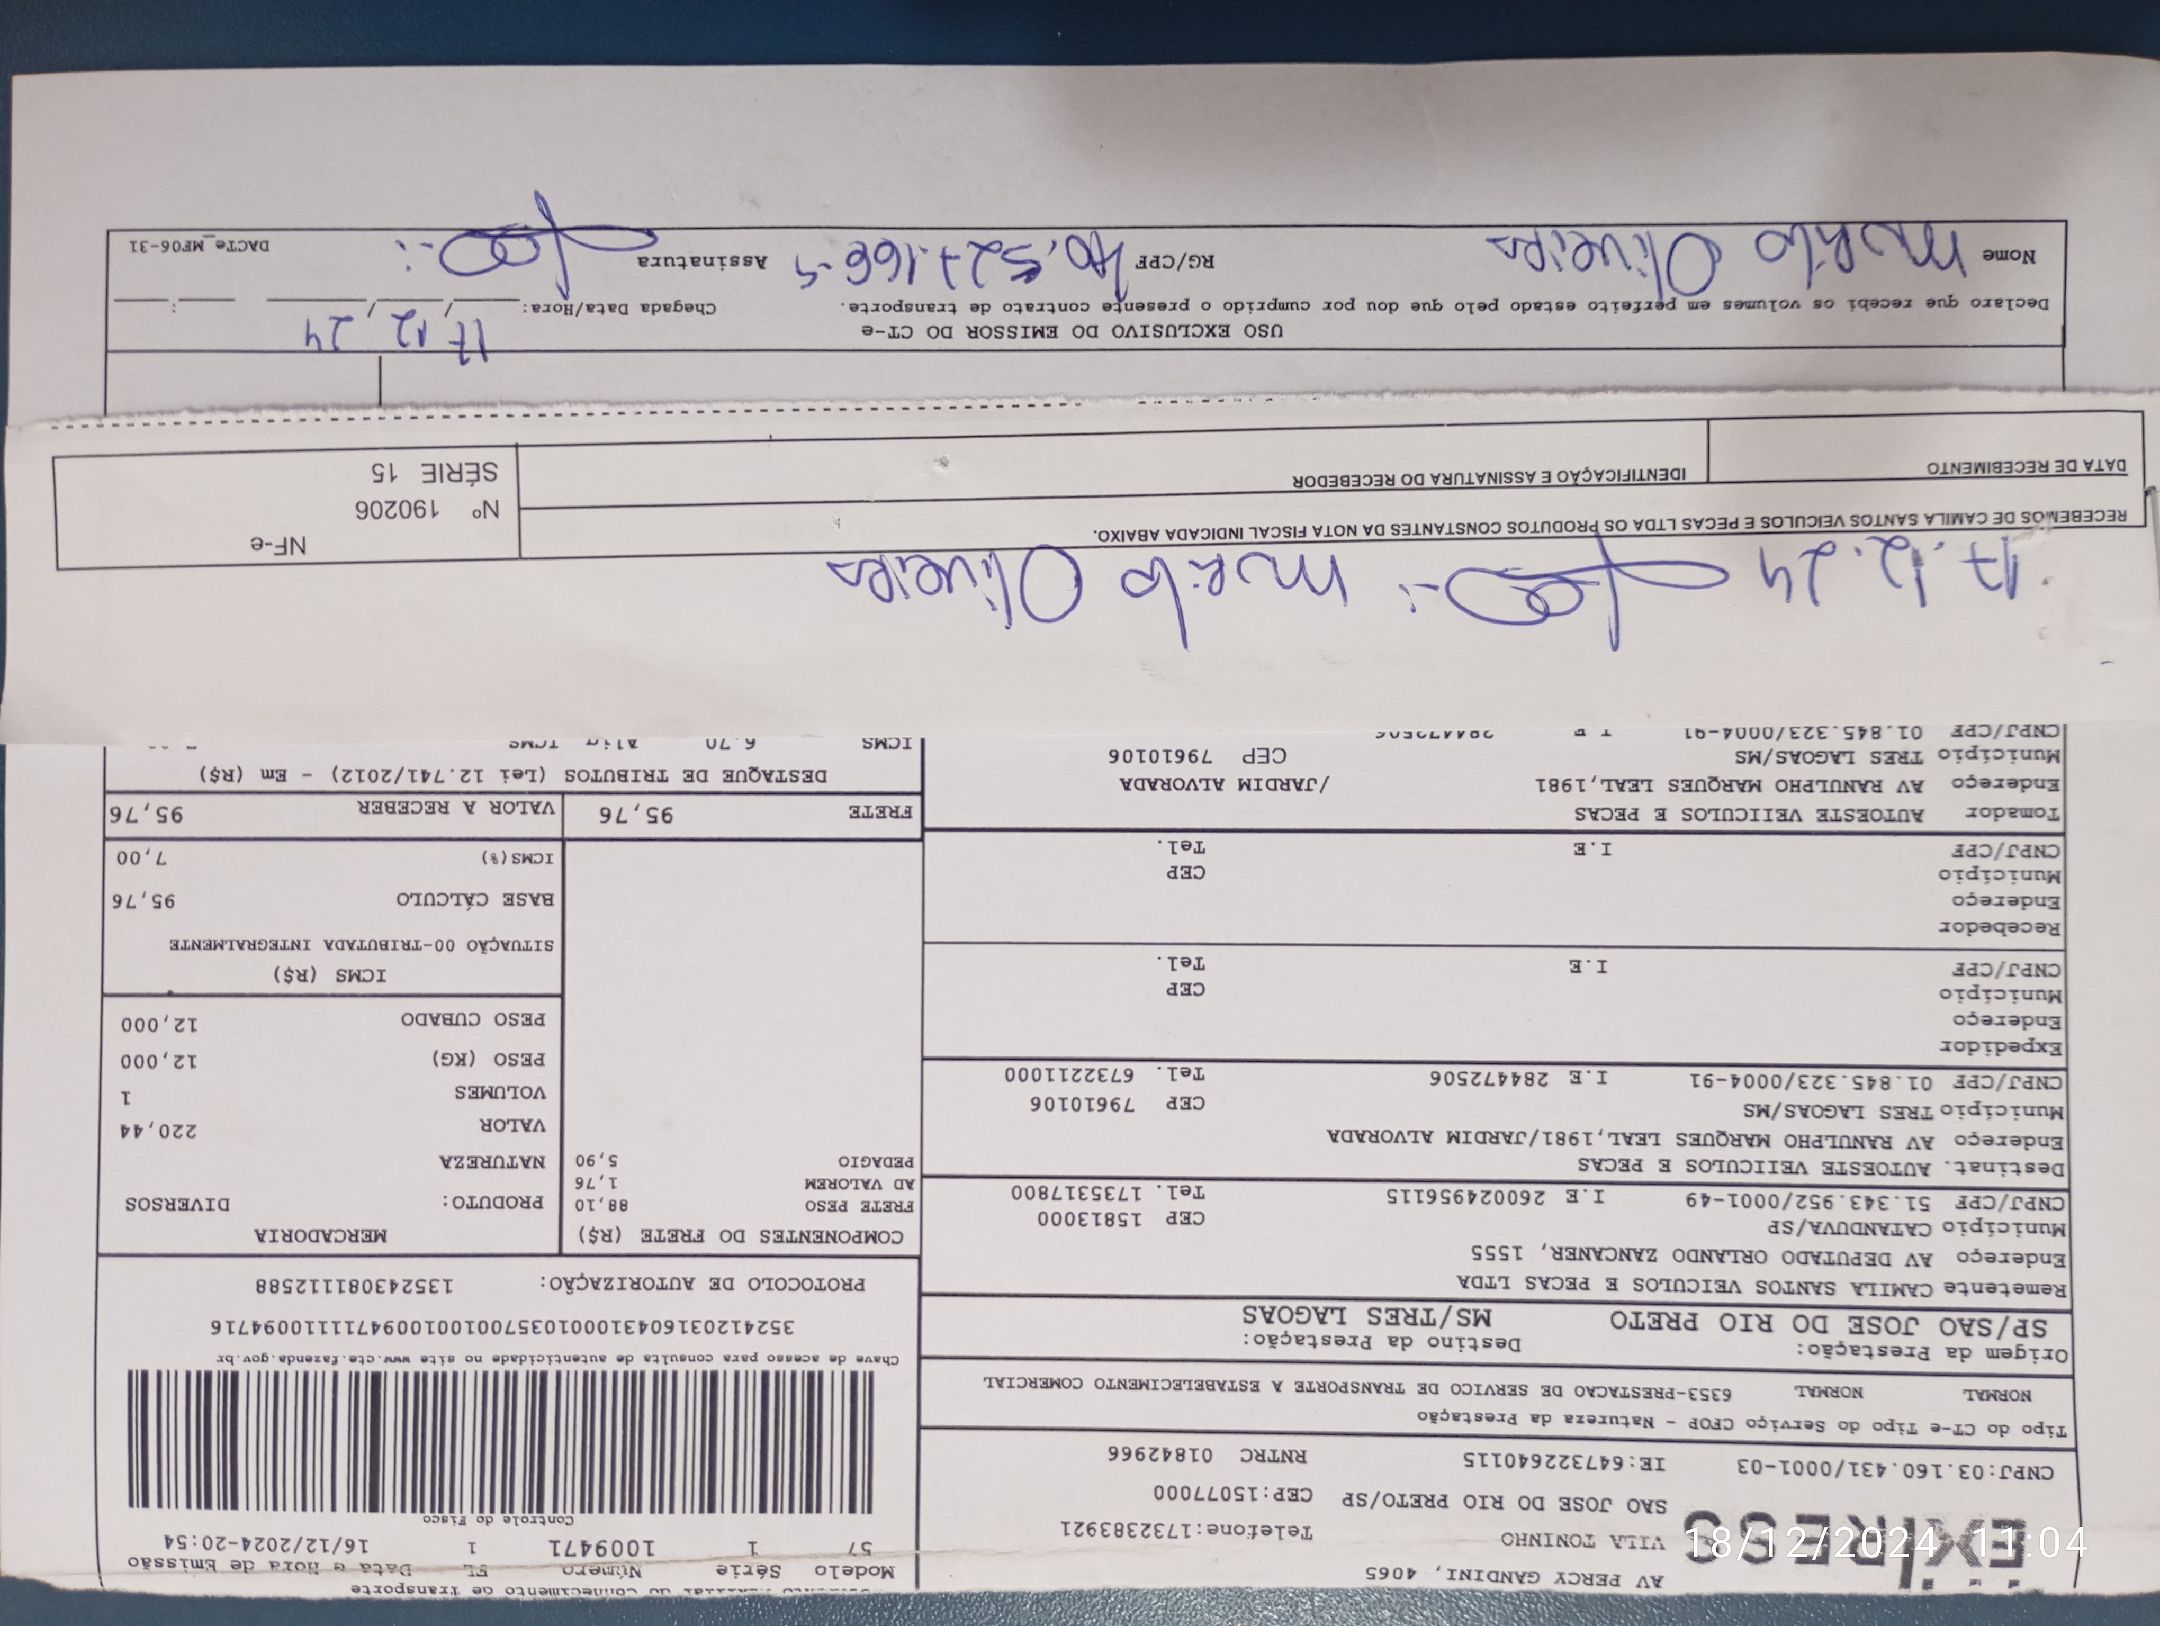 18/12/2024 11:04
EXPRESS
AV PERCY GANDINI, 4065
VILA TONINHO Telefone:1732383921
SAO JOSE DO RIO PRETO/SP CEP:15077000
CNPJ:03.160.431/0001-03 IE:647322640115 RNTRC 01842966
Conhecimento de Transporte
Modelo Série Número FL Data e Hora de Emissão
57 1 1009471 1 16/12/2024-20:54
Controle do Fisco
Chave de acesso para consulta de autenticidade no site www.cte.fazenda.gov.br
35241203160431000103570010010094711110094716
PROTOCOLO DE AUTORIZAÇÃO: 135243081112588
Tipo do CT-e Tipo do Serviço CFOP - Natureza da Prestação
NORMAL NORMAL 6353-PRESTACAO DE SERVICO DE TRANSPORTE A ESTABELECIMENTO COMERCIAL
Origem da Prestação: Destino da Prestação:
SP/SAO JOSE DO RIO PRETO MS/TRES LAGOAS
Remetente CAMILA SANTOS VEICULOS E PECAS LTDA
Endereço AV DEPUTADO ORLANDO ZANCANER, 1555
Município CATANDUVA/SP CEP 15813000
CNPJ/CPF 51.343.952/0001-49 I.E 260024956115 Tel. 1735317800
Destinat. AUTOESTE VEIICULOS E PECAS
Endereço AV RANULPHO MARQUES LEAL,1981/JARDIM ALVORADA
Município TRES LAGOAS/MS CEP 79610106
CNPJ/CPF 01.845.323/0004-91 I.E 284472506 Tel. 6732211000
Expedidor
Endereço
Município CEP
CNPJ/CPF I.E Tel.
Recebedor
Endereço
Município CEP
CNPJ/CPF I.E Tel.
Tomador AUTOESTE VEIICULOS E PECAS
Endereço AV RANULPHO MARQUES LEAL,1981 /JARDIM ALVORADA
Município TRES LAGOAS/MS CEP 79610106
CNPJ/CPF 01.845.323/0004-91 I.E 284472506
COMPONENTES DO FRETE (R$)
FRETE PESO 88,10
AD VALOREM 1,76
PEDAGIO 5,90
MERCADORIA
PRODUTO: DIVERSOS
NATUREZA
VALOR 220,44
VOLUMES 1
PESO (KG) 12,000
PESO CUBADO 12,000
ICMS (R$)
SITUAÇÃO 00-TRIBUTADA INTEGRALMENTE
BASE CÁLCULO 95,76
ICMS(%) 7,00
FRETE 95,76 VALOR A RECEBER 95,76
DESTAQUE DE TRIBUTOS (Lei 12.741/2012) - Em (R$)
ICMS 6.70 Aliq ICMS
17.12.24 Murilo Oliveira
RECEBEMOS DE CAMILA SANTOS VEICULOS E PECAS LTDA OS PRODUTOS CONSTANTES DA NOTA FISCAL INDICADA ABAIXO.
DATA DE RECEBIMENTO IDENTIFICAÇÃO E ASSINATURA DO RECEBEDOR
NF-e
Nº 190206
SÉRIE 15
USO EXCLUSIVO DO EMISSOR DO CT-e
Declaro que recebi os volumes em perfeito estado pelo que dou por cumprido o presente contrato de transporte. Chegada Data/Hora: 17/12/24 :
Nome Murilo Oliveira RG/CPF Assinatura
DACTe_MF06-31